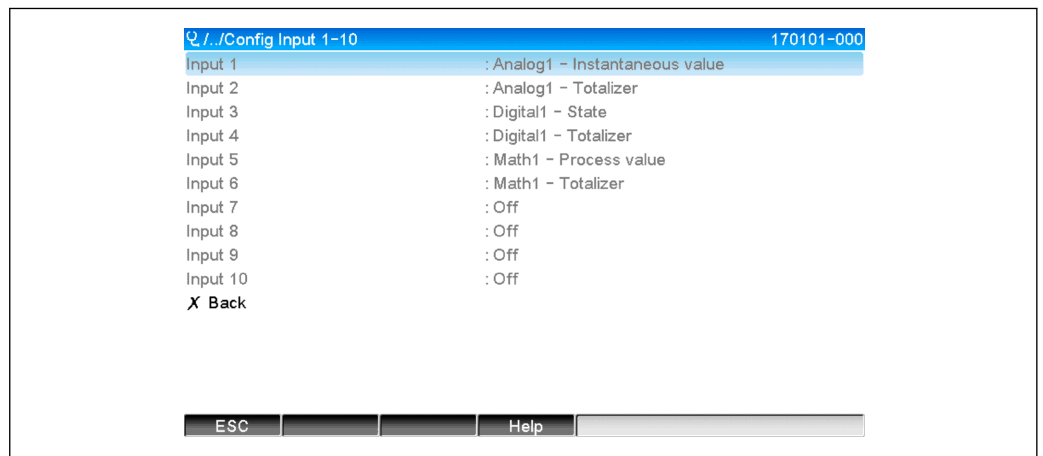 /../Config Input 1-10 170101-000
Input 1 : Analog1 - Instantaneous value
Input 2 : Analog1 - Totalizer
Input 3 : Digital1 - State
Input 4 : Digital1 - Totalizer
Input 5 : Math1 - Process value
Input 6 : Math1 - Totalizer
Input 7 : Off
Input 8 : Off
Input 9 : Off
Input 10 : Off
X Back
ESC Help